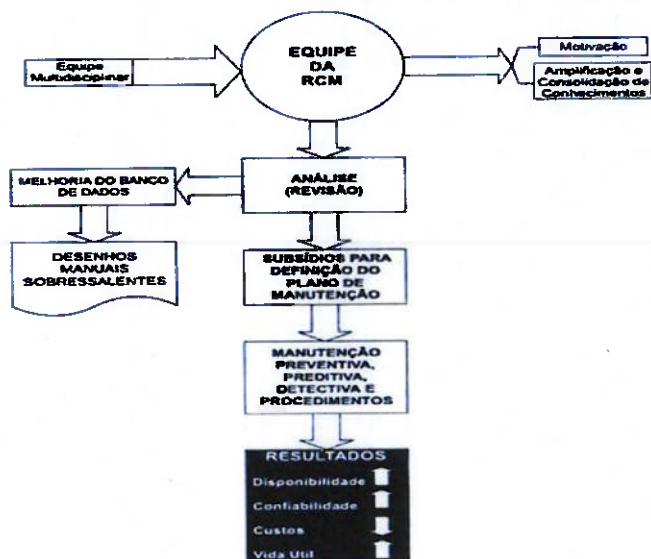 Equipe
Multidisciplinar
EQUIPE
DA
RCM
Motivação
Amplificação e
Consolidação de
Conhecimentos
MELHORIA DO BANCO
DE DADOS
ANÁLISE
(REVISÃO)
DESENHOS
MANUAIS
SOBRESSALENTES
SUBSÍDIOS PARA
DEFINIÇÃO DO
PLANO DE
MANUTENÇÃO
MANUTENÇÃO
PREVENTIVA,
PREDITIVA,
DETECTIVA E
PROCEDIMENTOS
RESULTADOS
Disponibilidade
Confiabilidade
Custos
Vida Util